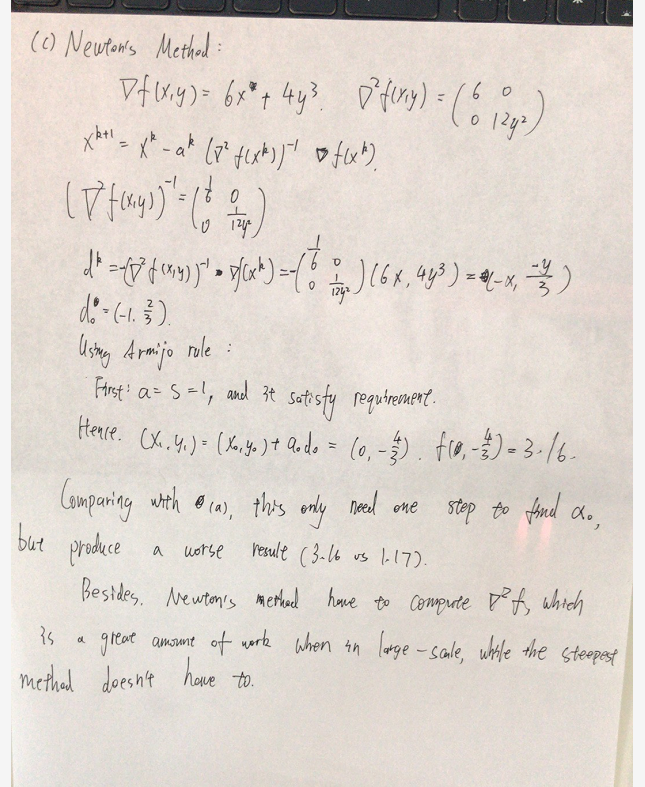 (c) Newton's Method:
∇f(x,y) = 6x + 4y³. ∇²f(x,y) = (6 0
0 12y²)
x^{k+1} = x^k - a^k (∇²f(x^k))^{-1} ∇f(x^k).
(∇²f(x,y))^{-1} = (1/6 0
0 1/12y²)
d^k = -(∇²f(x,y))^{-1} • ∇f(x^k) = -(1/6 0
0 1/12y²)(6x, 4y³) = (-x, -y/3)
d₀ = (-1, 2/3).
Using Armijo rule:
First: a = s = 1, and it satisfy requirement.
Hence. (x₁, y₁) = (x₀, y₀) + a₀d₀ = (0, -4/3). f(0, -4/3) = 3.16.
Comparing with (a), this only need one step to find α₀,
but produce a worse result (3.16 vs 1.17).
Besides. Newton's method have to compute ∇²f, which
is a great amount of work when in large-scale, while the steepest
method doesn't have to.